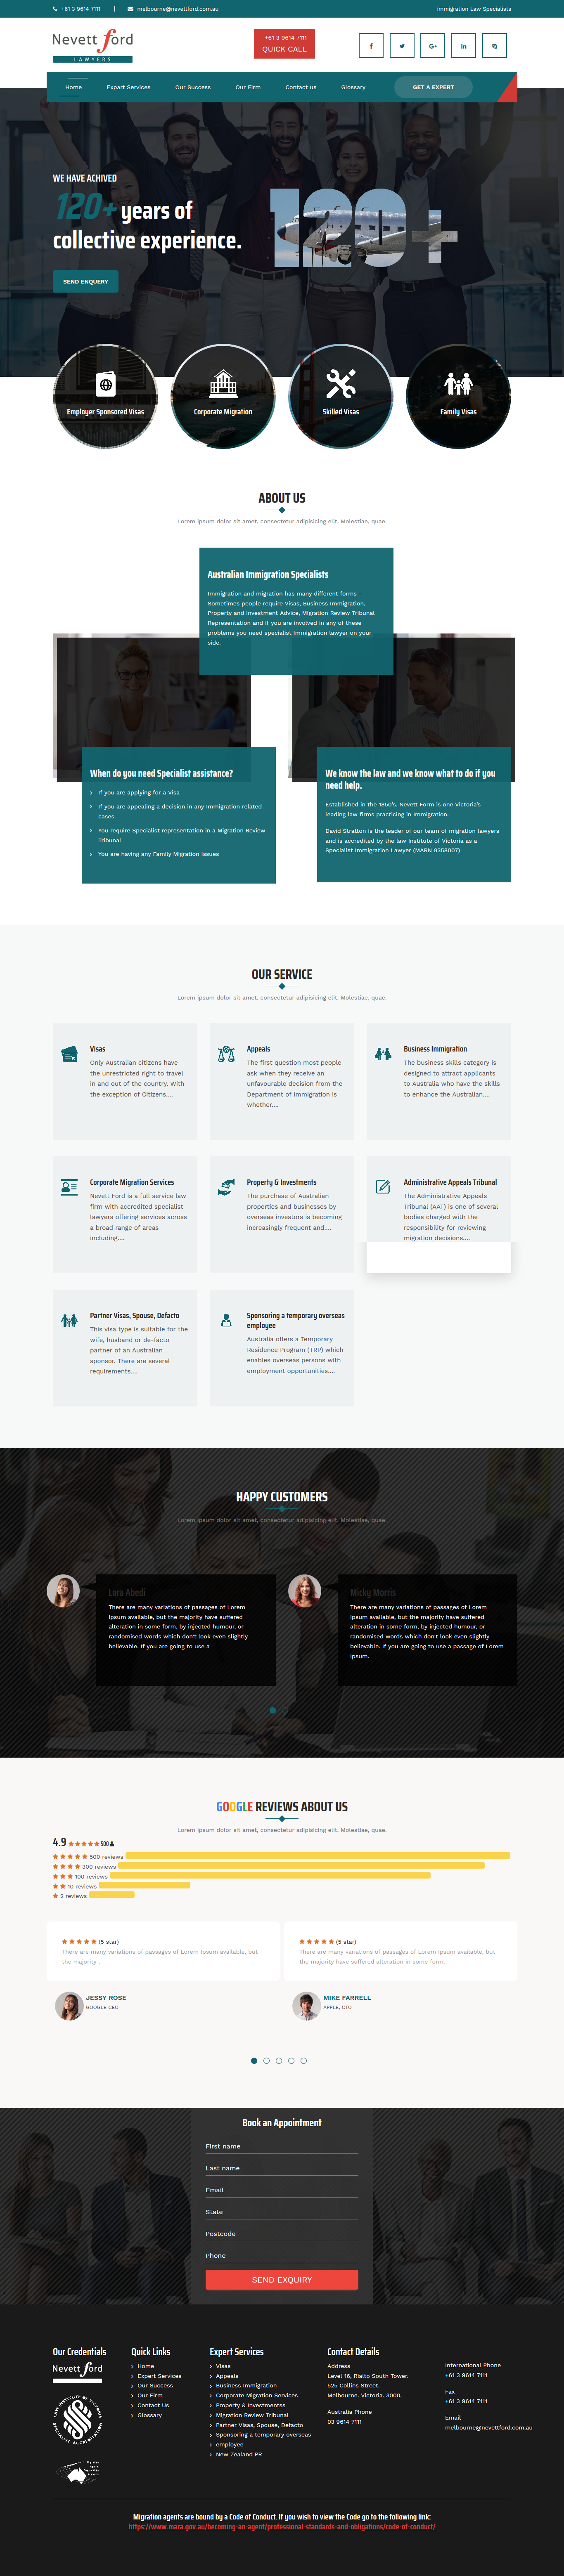 +61 3 9614 7111 | melbourne@nevettford.com.au Immigration Law Specialists
Nevett ford
LAWYERS
+61 3 9614 7111
QUICK CALL
Home Expart Services Our Success Our Firm Contact us Glossary GET A EXPERT
WE HAVE ACHIVED
120+ years of
collective experience.
120+
SEND ENQUERY
Employer Sponsored Visas
Corporate Migration
Skilled Visas
Family Visas
ABOUT US
Lorem ipsum dolor sit amet, consectetur adipisicing elit. Molestiae, quae.
Australian Immigration Specialists
Immigration and migration has many different forms –
Sometimes people require Visas, Business Immigration,
Property and Investment Advice, Migration Review Tribunal
Representation and if you are involved in any of these
problems you need specialist Immigration lawyer on your
side.
When do you need Specialist assistance?
If you are applying for a Visa
If you are appealing a decision in any Immigration related
cases
You require Specialist representation in a Migration Review
Tribunal
You are having any Family Migration Issues
We know the law and we know what to do if you
need help.
Established in the 1850's, Nevett Form is one Victoria's
leading law firms practicing in Immigration.
David Stratton is the leader of our team of migration lawyers
and is accredited by the law Institute of Victoria as a
Specialist Immigration Lawyer (MARN 9358007)
OUR SERVICE
Lorem ipsum dolor sit amet, consectetur adipisicing elit. Molestiae, quae.
Visas
Only Australian citizens have
the unrestricted right to travel
in and out of the country. With
the exception of Citizens....
Appeals
The first question most people
ask when they receive an
unfavourable decision from the
Department of Immigration is
whether....
Business Immigration
The business skills category is
designed to attract applicants
to Australia who have the skills
to enhance the Australian....
Corporate Migration Services
Nevett Ford is a full service law
firm with accredited specialist
lawyers offering services across
a broad range of areas
including....
Property & Investments
The purchase of Australian
properties and businesses by
overseas investors is becoming
increasingly frequent and....
Administrative Appeals Tribunal
The Administrative Appeals
Tribunal (AAT) is one of several
bodies charged with the
responsibility for reviewing
migration decisions....
Partner Visas, Spouse, Defacto
This visa type is suitable for the
wife, husband or de-facto
partner of an Australian
sponsor. There are several
requirements....
Sponsoring a temporary overseas
employee
Australia offers a Temporary
Residence Program (TRP) which
enables overseas persons with
employment opportunities....
HAPPY CUSTOMERS
Lorem ipsum dolor sit amet, consectetur adipisicing elit. Molestiae, quae.
Lora Abedi
There are many variations of passages of Lorem
Ipsum available, but the majority have suffered
alteration in some form, by injected humour, or
randomised words which don't look even slightly
believable. If you are going to use a
Micky Morris
There are many variations of passages of Lorem
Ipsum available, but the majority have suffered
alteration in some form, by injected humour, or
randomised words which don't look even slightly
believable. If you are going to use a passage of Lorem
Ipsum.
GOOGLE REVIEWS ABOUT US
Lorem ipsum dolor sit amet, consectetur adipisicing elit. Molestiae, quae.
4.9 ★★★★★ 500
★ ★ ★ ★ ★ 500 reviews
★ ★ ★ ★ 300 reviews
★ ★ ★ 100 reviews
★ ★ 10 reviews
★ 2 reviews
★ ★ ★ ★ ★ (5 star)
There are many variations of passages of Lorem Ipsum available, but
the majority .
JESSY ROSE
GOOGLE CEO
★ ★ ★ ★ ★ (5 star)
There are many variations of passages of Lorem Ipsum available, but
the majority have suffered alteration in some form.
MIKE FARRELL
APPLE, CTO
Book an Appointment
First name
Last name
Email
State
Postcode
Phone
SEND EXQUIRY
Our Credentials
Nevett ford
LAW INSTITUTE OF VICTORIA
SPECIALIST ACCREDITATION
Quick Links
Home
Expert Services
Our Success
Our Firm
Contact Us
Glossary
Expert Services
Visas
Appeals
Business Immigration
Corporate Migration Services
Property & Investmentss
Migration Review Tribunal
Partner Visas, Spouse, Defacto
Sponsoring a temporary overseas
employee
New Zealand PR
Contact Details
Address
Level 16, Rialto South Tower.
525 Collins Street.
Melbourne. Victoria. 3000.
Australia Phone
03 9614 7111
International Phone
+61 3 9614 7111
Fax
+61 3 9614 7111
Email
melbourne@nevettford.com.au
Migration agents are bound by a Code of Conduct. If you wish to view the Code go to the following link:
https://www.mara.gov.au/becoming-an-agent/professional-standards-and-obligations/code-of-conduct/